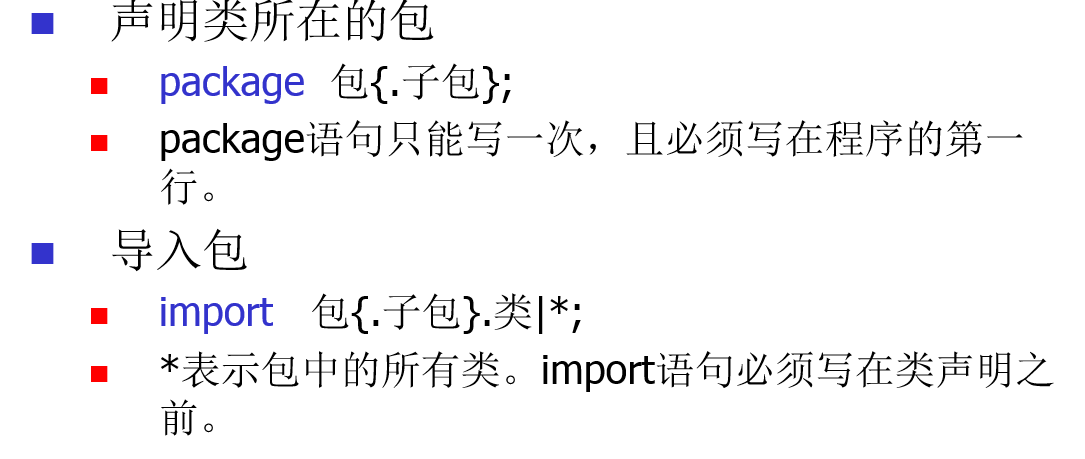 声明类所在的包
package 包{.子包};
package语句只能写一次，且必须写在程序的第一
行。
导入包
import 包{.子包}.类|*;
*表示包中的所有类。import语句必须写在类声明之
前。